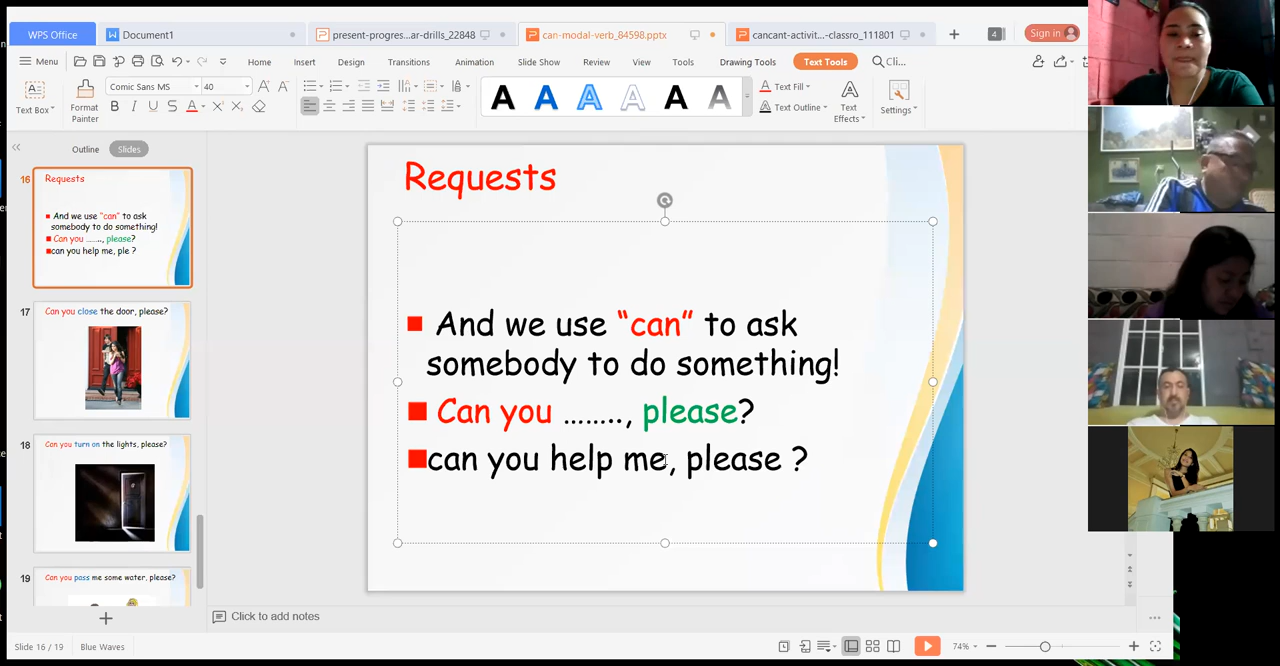 WPS Office
Document1
present-progres...ar-drills_22848
can-modal-verb_84598.pptx
cancant-activit...-classro_111801
4
Sign in
Menu
Home
Insert
Design
Transitions
Animation
Slide Show
Review
View
Tools
Drawing Tools
Text Tools
Cli...
Text Box
Format
Painter
Comic Sans MS
40
B I U S A X² X₂
A A A A A A
Text Fill
Text Outline
Text
Effects
Settings
Outline
Slides
16
Requests
And we use "can" to ask
somebody to do something!
Can you …….., please?
can you help me, ple ?
17
Can you close the door, please?
18
Can you turn on the lights, please?
19
Can you pass me some water, please?
Requests
And we use "can" to ask
somebody to do something!
Can you …….., please?
can you help me, please ?
Click to add notes
Slide 16 / 19
Blue Waves
74%